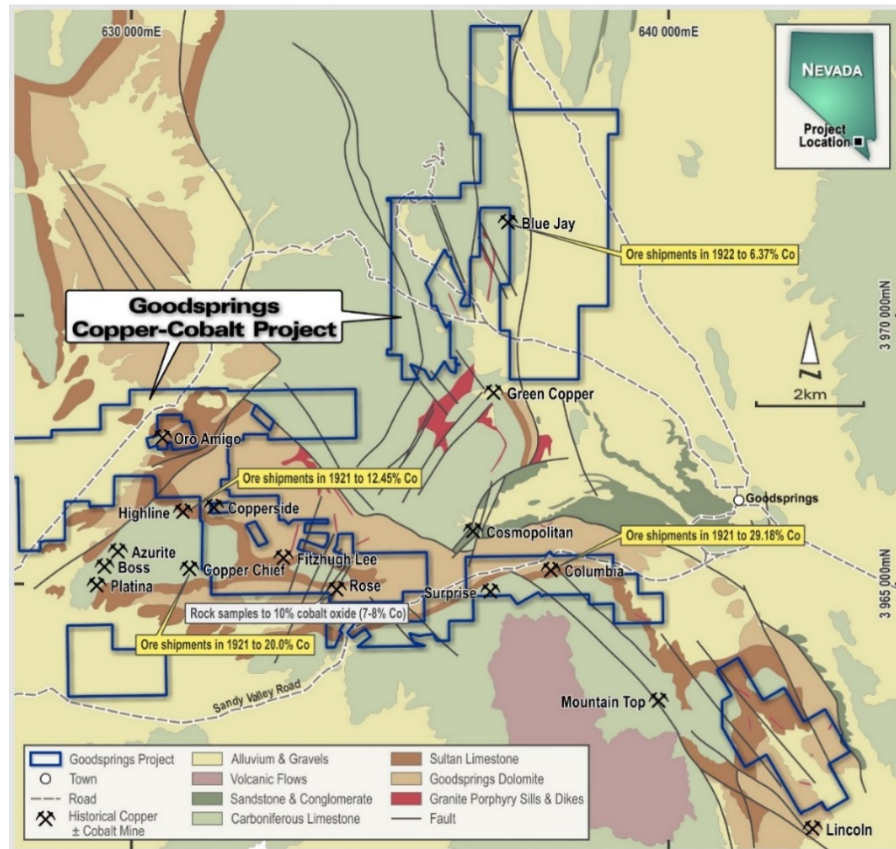 630 000mE
640 000mE
NEVADA
Project
Location
Blue Jay
Ore shipments in 1922 to 6.37% Co
Goodsprings
Copper-Cobalt Project
3 970 000mN
N
2km
Green Copper
Oro Amigo
Ore shipments in 1921 to 12.45% Co
Goodsprings
Highline
Copperside
Cosmopolitan
Ore shipments in 1921 to 29.18% Co
Azurite
Boss
Platina
Copper Chief
Fitzhugh Lee
Rose
Columbia
Surprise
3 965 000mN
Rock samples to 10% cobalt oxide (7-8% Co)
Ore shipments in 1921 to 20.0% Co
Sandy Valley Road
Mountain Top
Lincoln
Goodsprings Project
Town
Road
Historical Copper
± Cobalt Mine
Alluvium & Gravels
Volcanic Flows
Sandstone & Conglomerate
Carboniferous Limestone
Sultan Limestone
Goodsprings Dolomite
Granite Porphyry Sills & Dikes
Fault